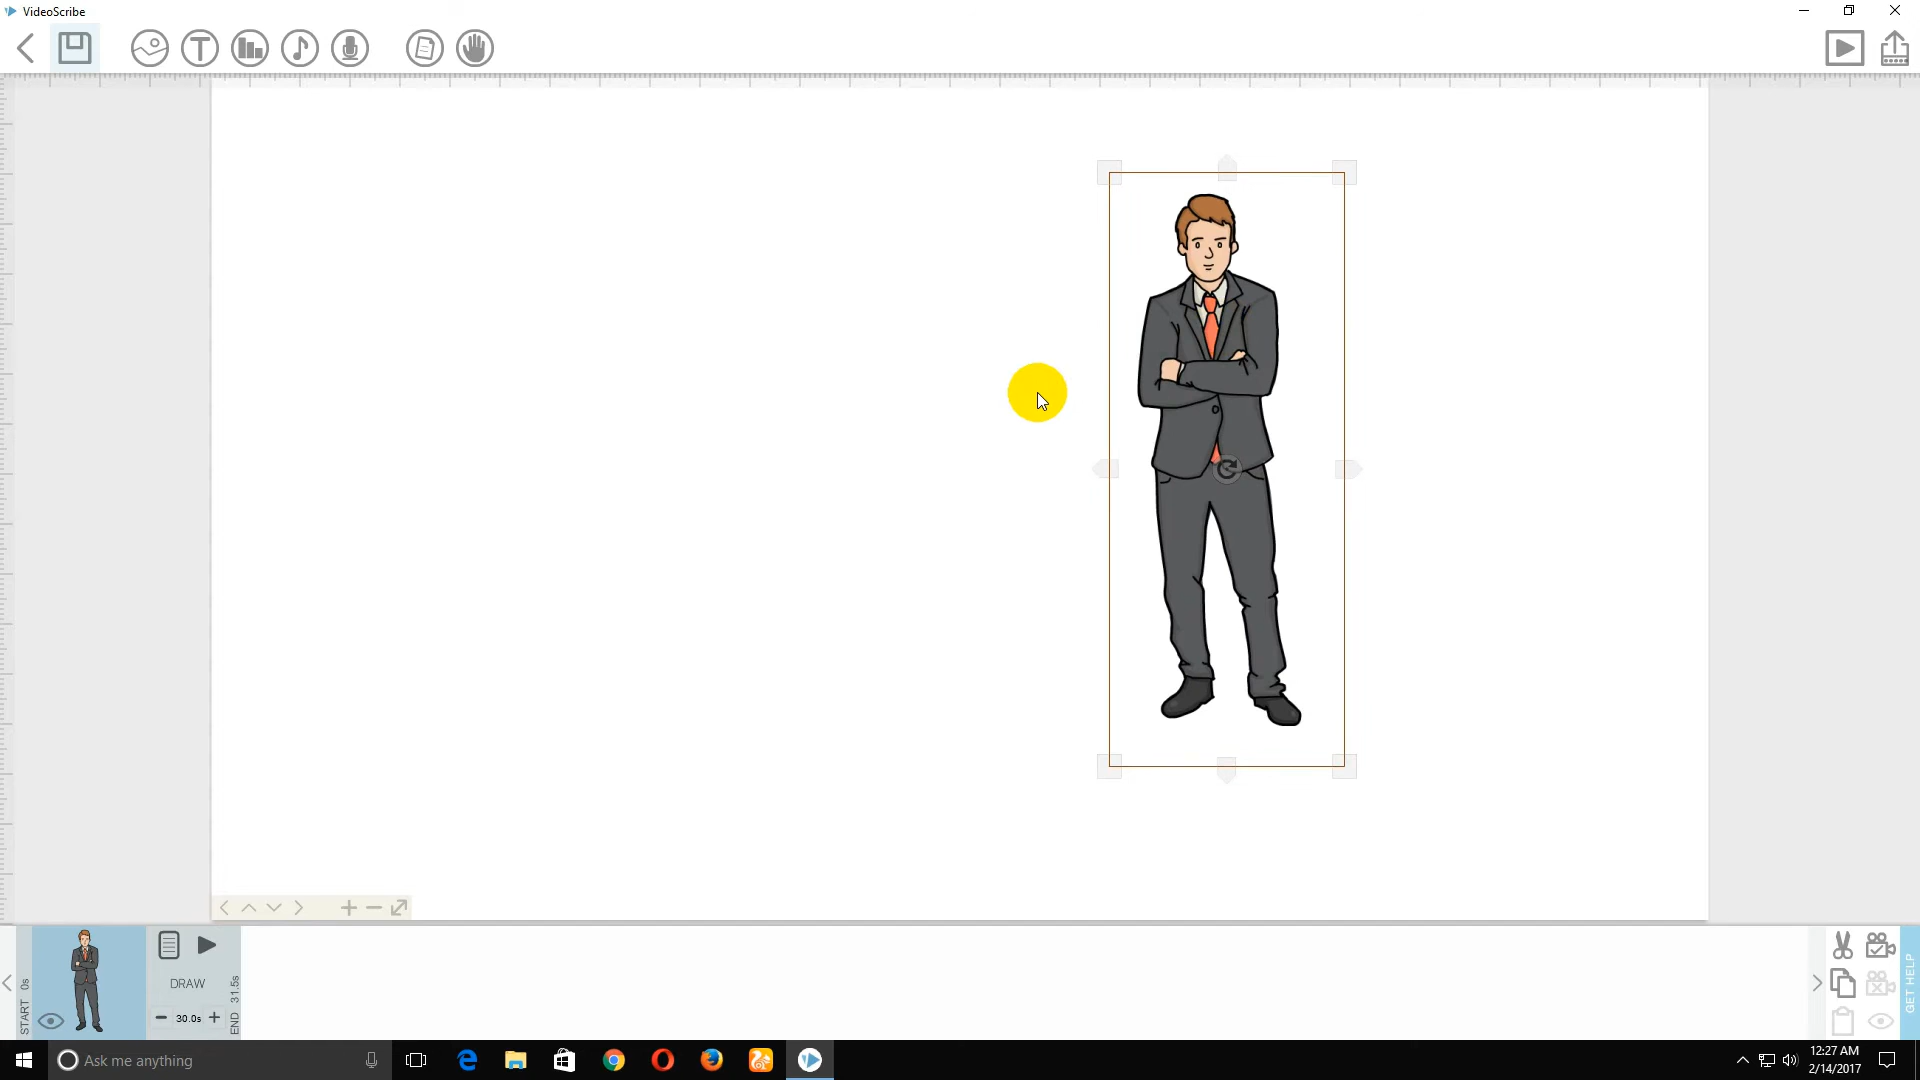 VideoScribe
T
START 0s
DRAW
30.0s
END 31.5s
GET HELP
Ask me anything
12:27 AM
2/14/2017